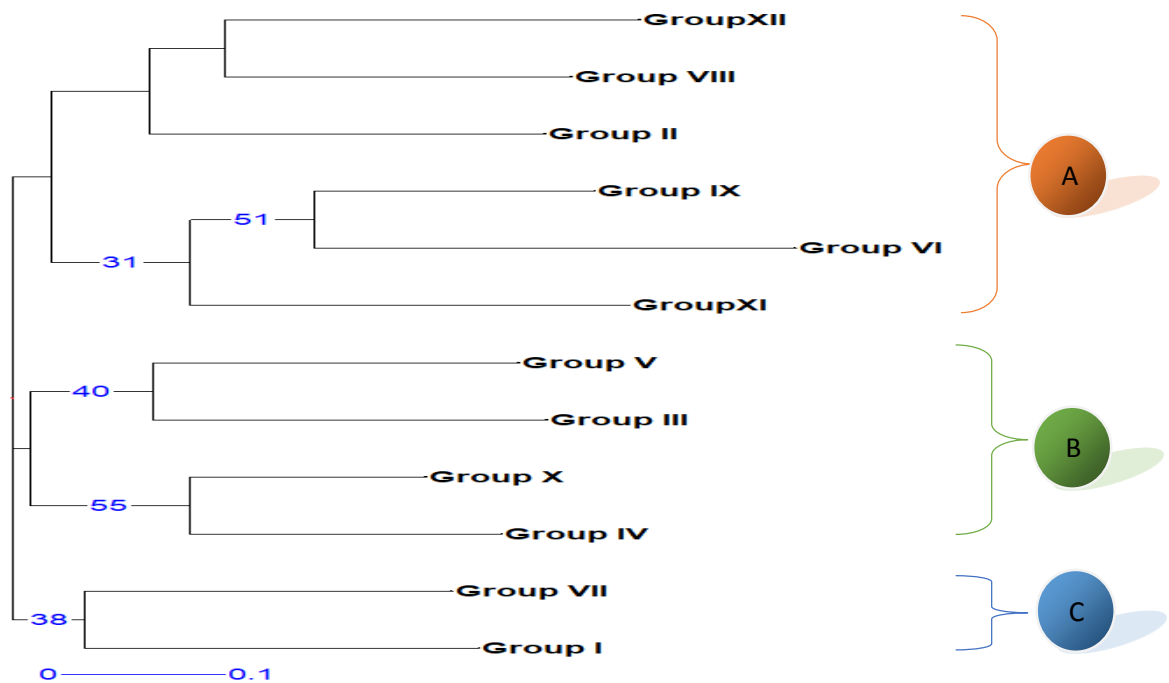 GroupXII
Group VIII
Group II
A
Group IX
51
Group VI
31
GroupXI
Group V
40
Group III
B
Group X
55
Group IV
Group VII
C
38
Group I
0 0.1